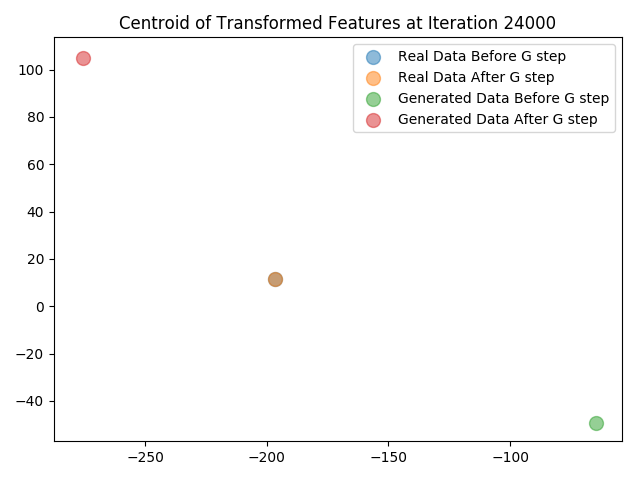 Centroid of Transformed Features at Iteration 24000
Real Data Before G step
Real Data After G step
Generated Data Before G step
Generated Data After G step
100
80
60
40
20
0
−20
−40
−250
−200
−150
−100